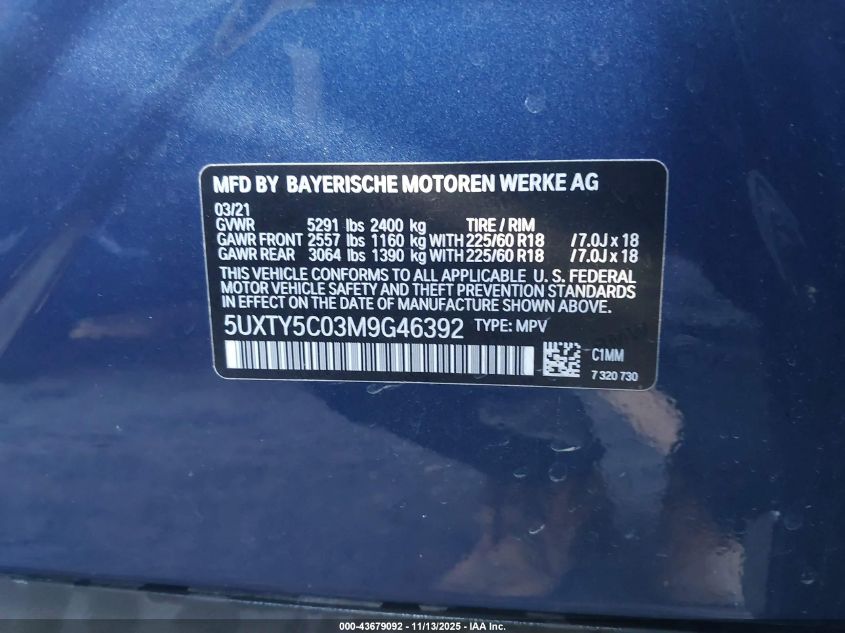 MFD BY BAYERISCHE MOTOREN WERKE AG
03/21
GVWR 5291 lbs 2400 kg TIRE / RIM
GAWR FRONT 2557 lbs 1160 kg WITH 225/60 R18 / 7.0J x 18
GAWR REAR 3064 lbs 1390 kg WITH 225/60 R18 / 7.0J x 18
THIS VEHICLE CONFORMS TO ALL APPLICABLE U. S. FEDERAL
MOTOR VEHICLE SAFETY AND THEFT PREVENTION STANDARDS
IN EFFECT ON THE DATE OF MANUFACTURE SHOWN ABOVE.
5UXTY5C03M9G46392 TYPE: MPV
C1MM
7 320 730
000-43679092 - 11/13/2025 - IAA Inc.